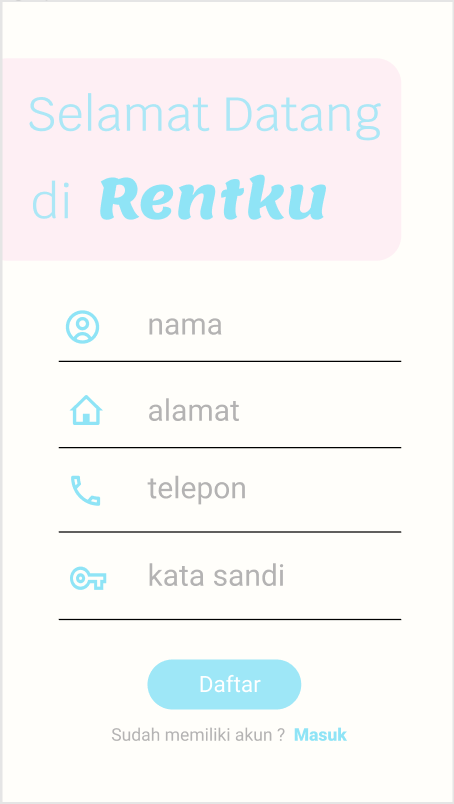 Selamat Datang
di Rentku
nama
alamat
telepon
kata sandi
Daftar
Sudah memiliki akun ? Masuk